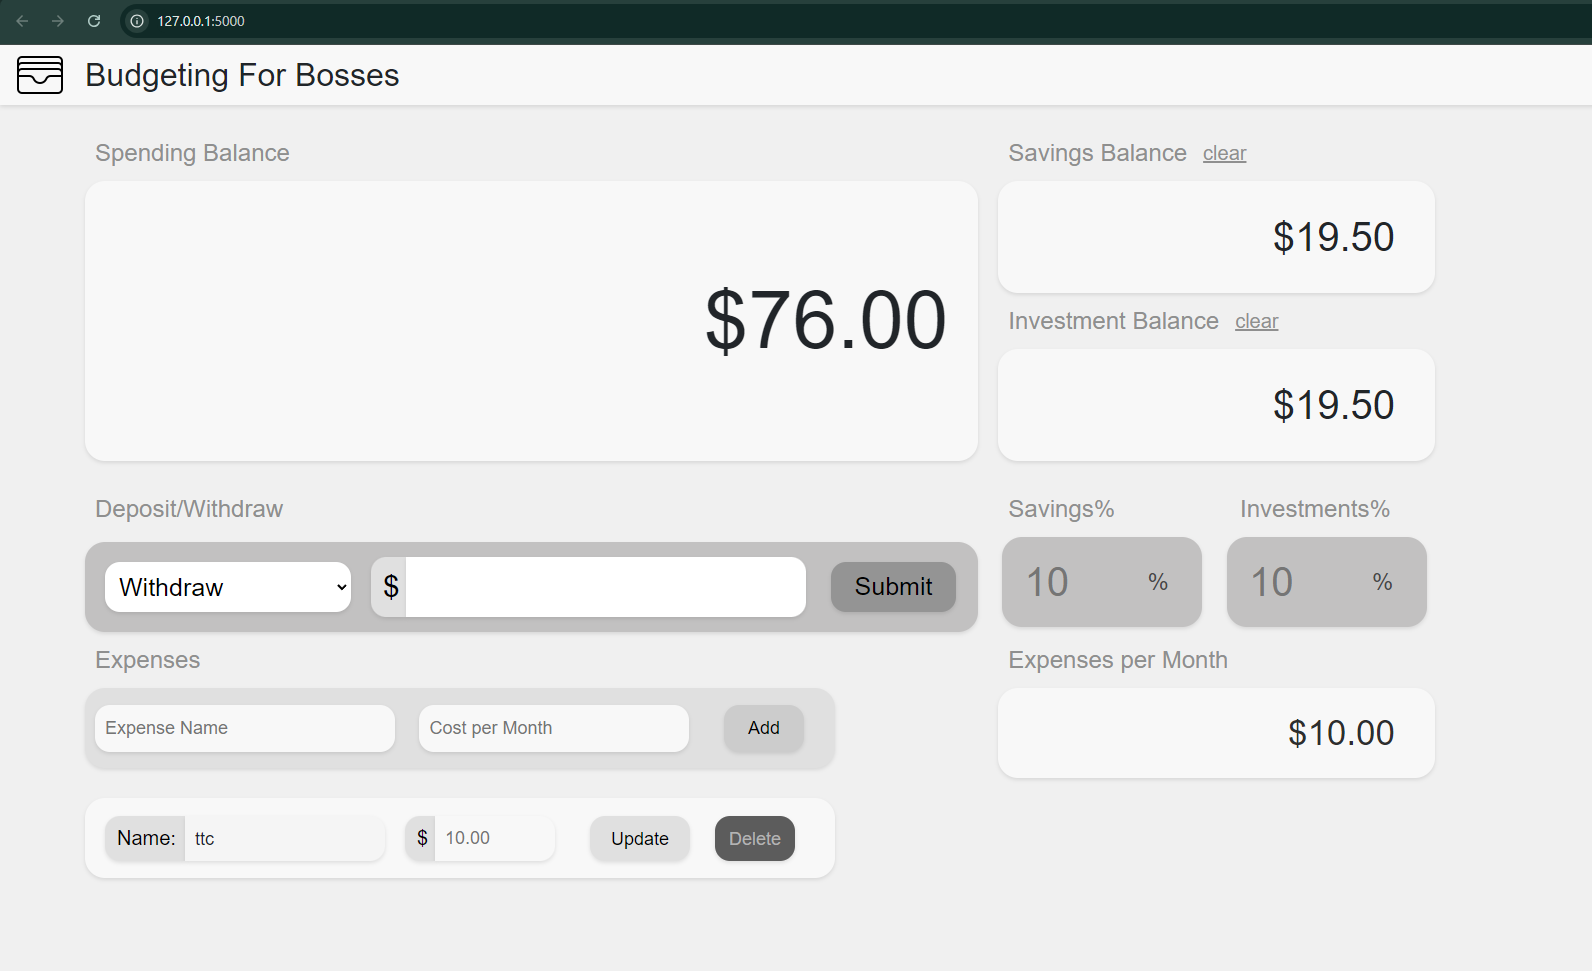 127.0.0.1:5000
Budgeting For Bosses
Spending Balance
$76.00
Savings Balance clear
$19.50
Investment Balance clear
$19.50
Deposit/Withdraw
Withdraw $ Submit
Savings% Investments%
10 % 10 %
Expenses
Expense Name Cost per Month Add
Expenses per Month
$10.00
Name: ttc $ 10.00 Update Delete